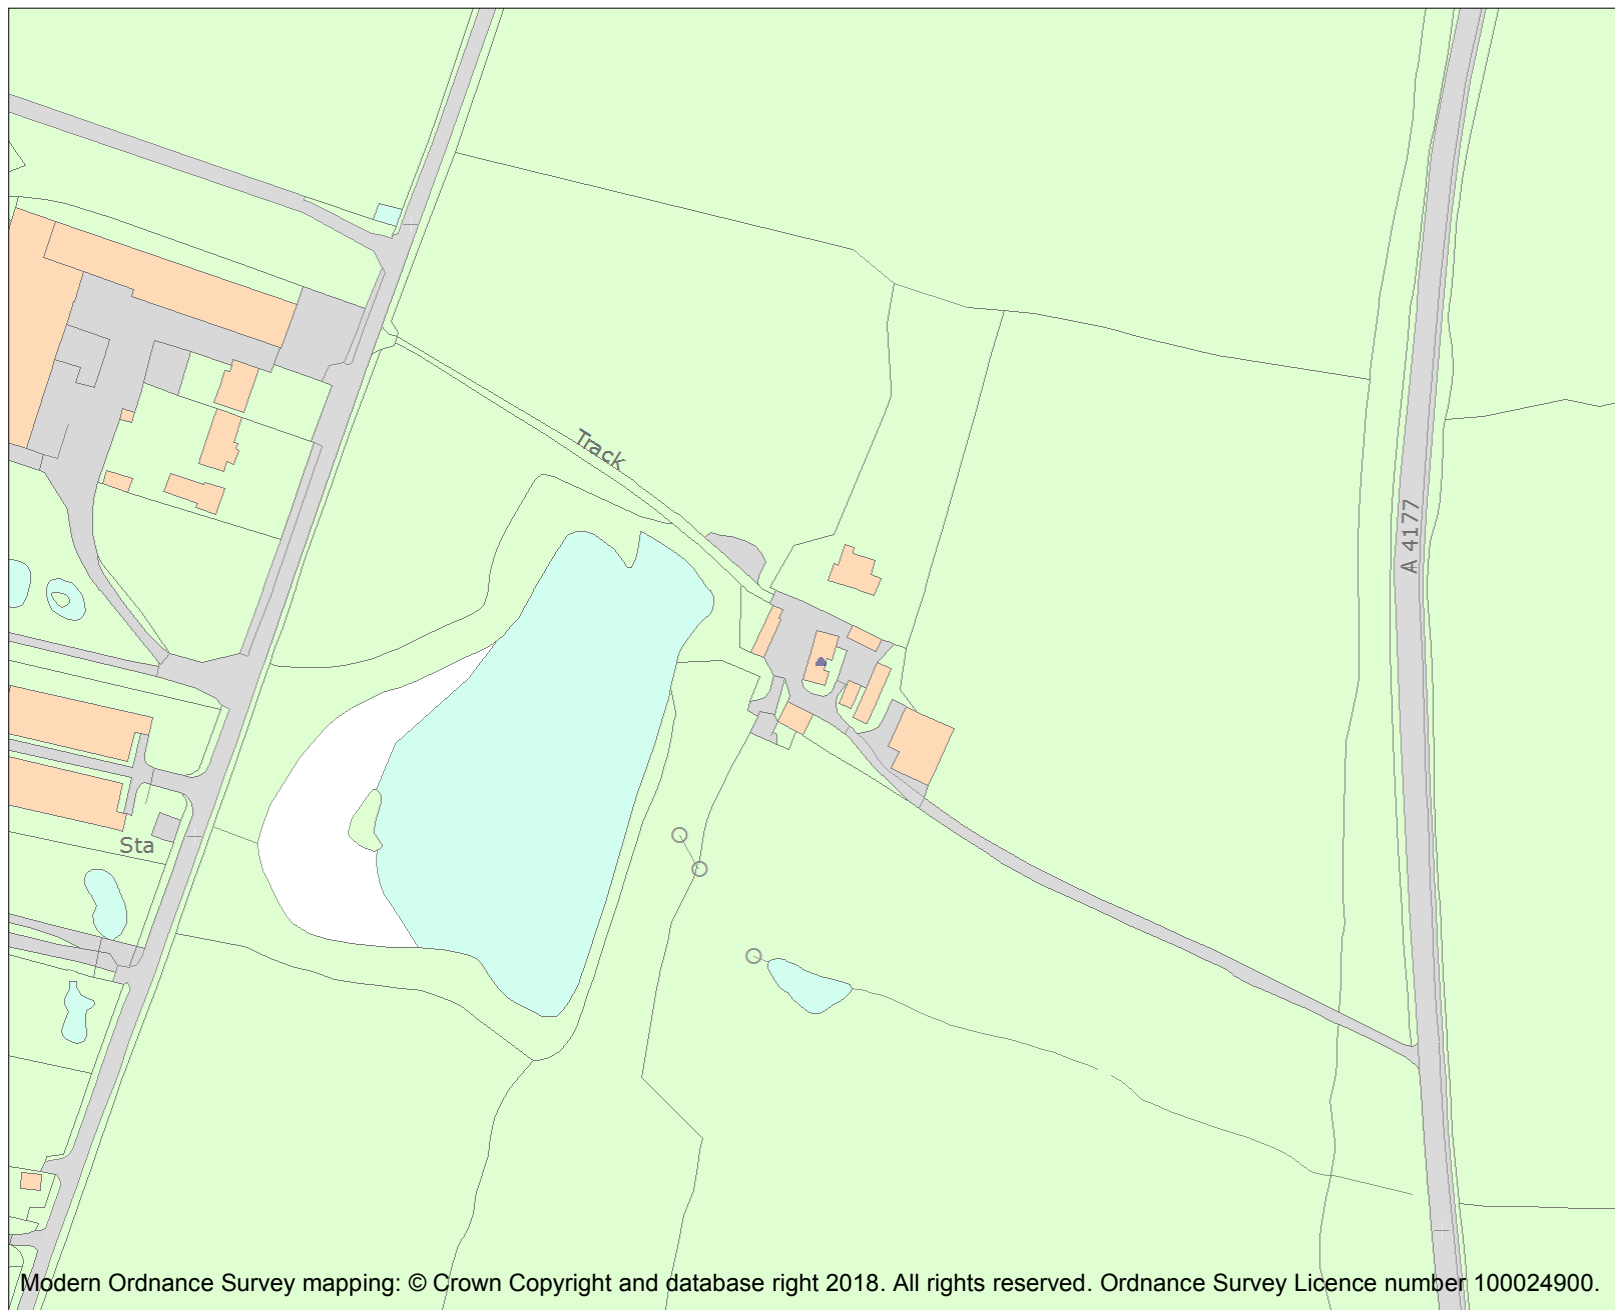 Track
A 4177
Sta
Modern Ordnance Survey mapping: © Crown Copyright and database right 2018. All rights reserved. Ordnance Survey Licence number 100024900.